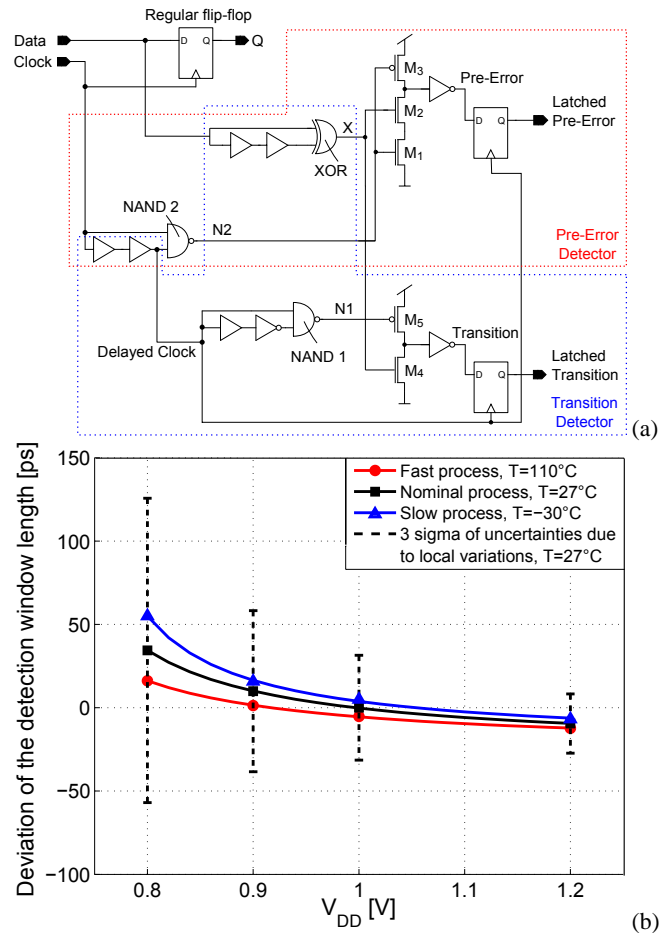 Regular flip-flop
Data
Clock
D
Q
Q
M3
Pre-Error
M2
D
Q
Latched
Pre-Error
X
XOR
M1
NAND 2
N2
Pre-Error
Detector
N1
M5
Transition
Delayed Clock
NAND 1
M4
D
Q
Latched
Transition
Transition
Detector
(a)
Deviation of the detection window length [ps]
150
100
50
0
−50
−100
Fast process, T=110°C
Nominal process, T=27°C
Slow process, T=−30°C
3 sigma of uncertainties due
to local variations, T=27°C
0.8
0.9
1
1.1
1.2
VDD [V]
(b)